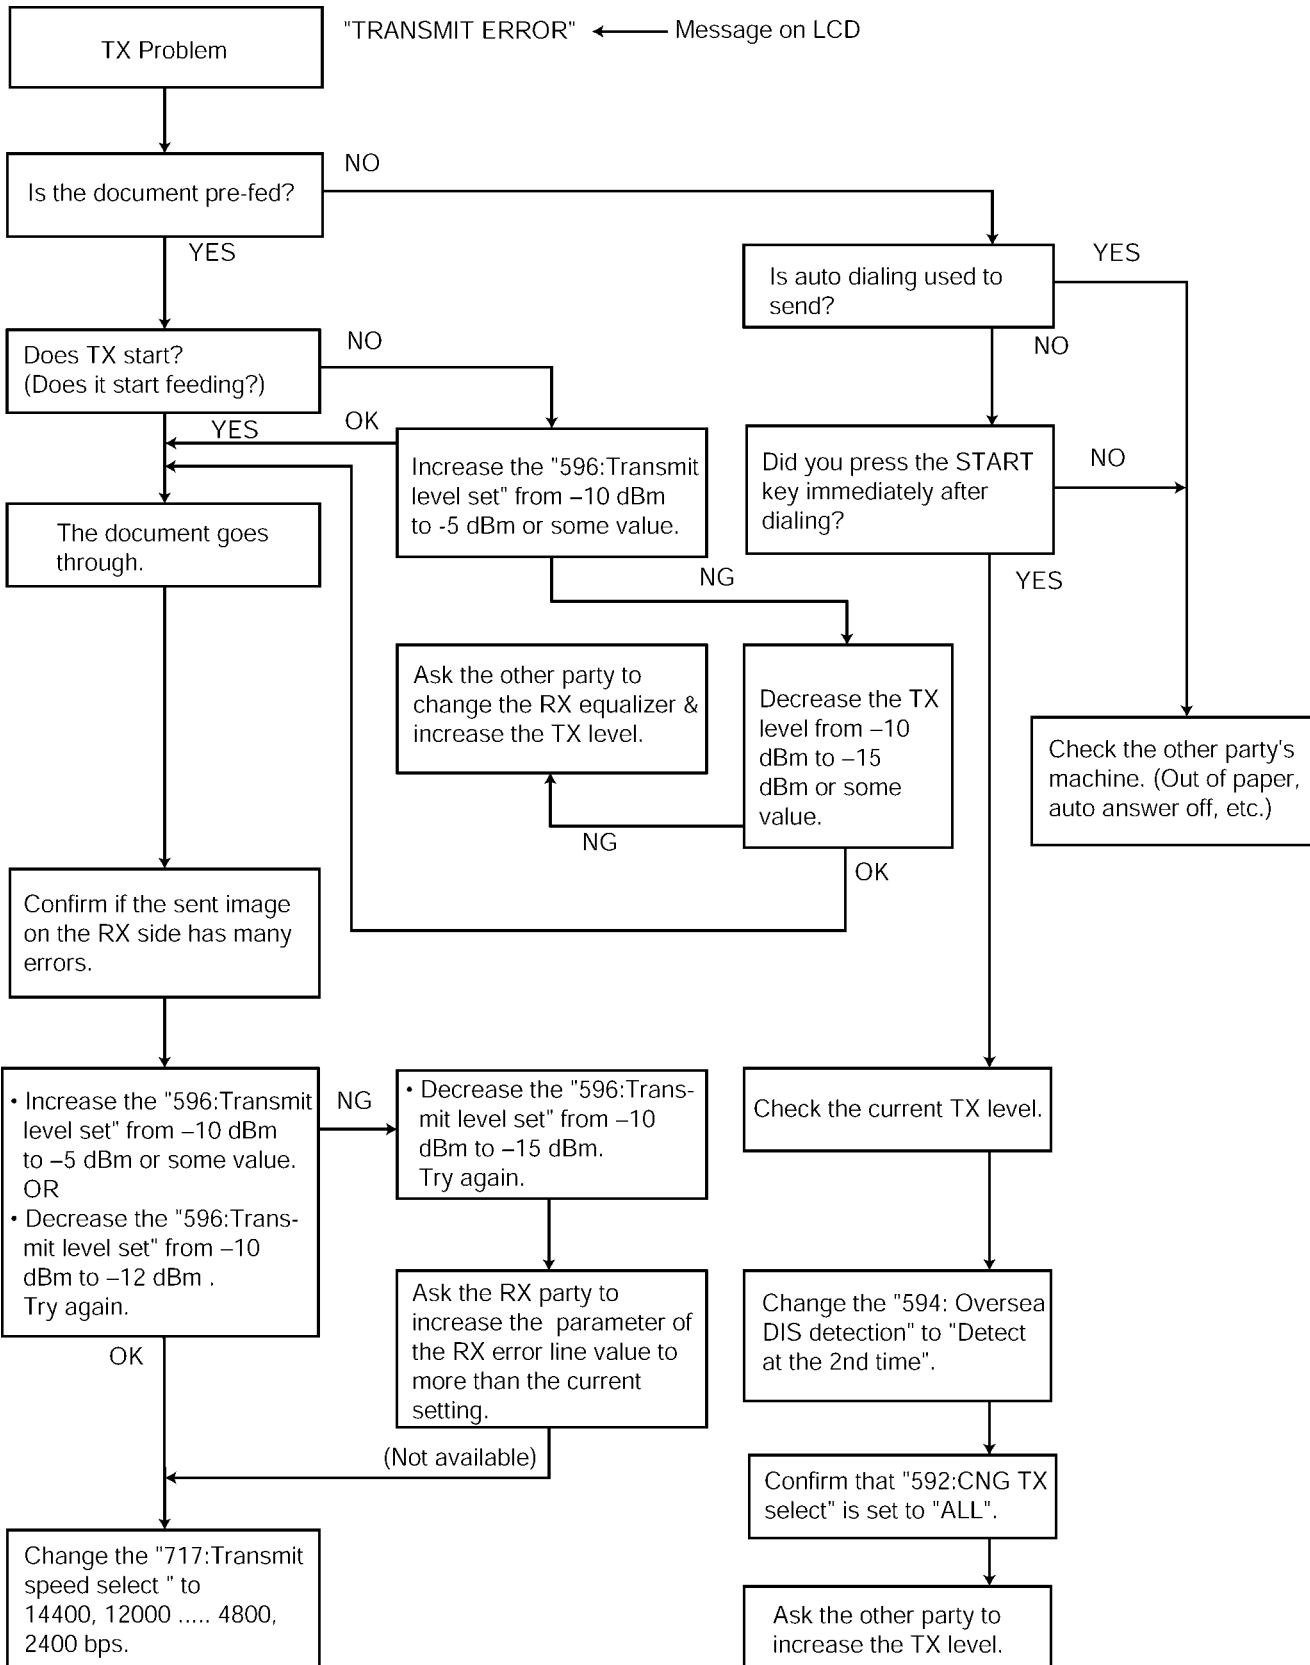 TX Problem
"TRANSMIT ERROR"
Message on LCD
Is the document pre-fed?
NO
YES
Is auto dialing used to
send?
YES
NO
Does TX start?
(Does it start feeding?)
NO
YES
OK
Increase the "596:Transmit
level set" from –10 dBm
to -5 dBm or some value.
Did you press the START
key immediately after
dialing?
NO
YES
The document goes
through.
NG
Ask the other party to
change the RX equalizer &
increase the TX level.
Decrease the TX
level from –10
dBm to –15
dBm or some
value.
NG
OK
Check the other party's
machine. (Out of paper,
auto answer off, etc.)
Confirm if the sent image
on the RX side has many
errors.
• Increase the "596:Transmit
level set" from –10 dBm
to –5 dBm or some value.
OR
• Decrease the "596:Trans-
mit level set" from –10
dBm to –12 dBm .
Try again.
NG
OK
• Decrease the "596:Trans-
mit level set" from –10
dBm to –15 dBm.
Try again.
Check the current TX level.
Ask the RX party to
increase the parameter of
the RX error line value to
more than the current
setting.
(Not available)
Change the "594: Oversea
DIS detection" to "Detect
at the 2nd time".
Confirm that "592:CNG TX
select" is set to "ALL".
Change the "717:Transmit
speed select " to
14400, 12000 ..... 4800,
2400 bps.
Ask the other party to
increase the TX level.